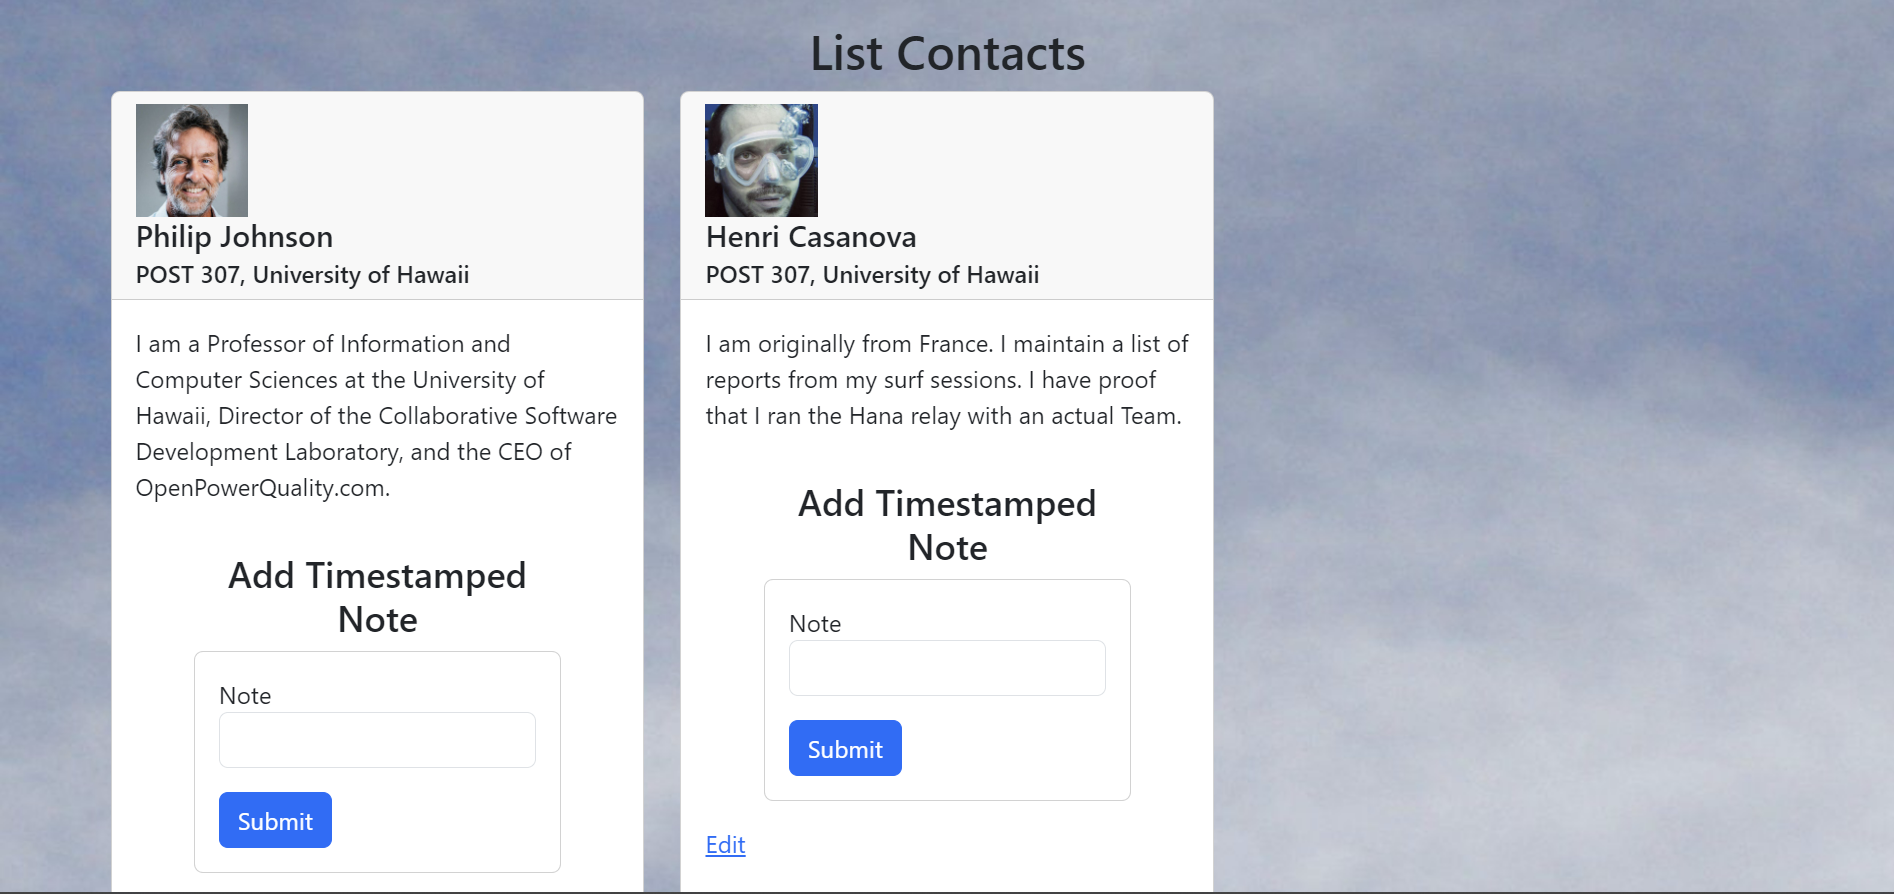 List Contacts
Philip Johnson
POST 307, University of Hawaii
I am a Professor of Information and
Computer Sciences at the University of
Hawaii, Director of the Collaborative Software
Development Laboratory, and the CEO of
OpenPowerQuality.com.
Add Timestamped
Note
Note
Submit
Henri Casanova
POST 307, University of Hawaii
I am originally from France. I maintain a list of
reports from my surf sessions. I have proof
that I ran the Hana relay with an actual Team.
Add Timestamped
Note
Note
Submit
Edit